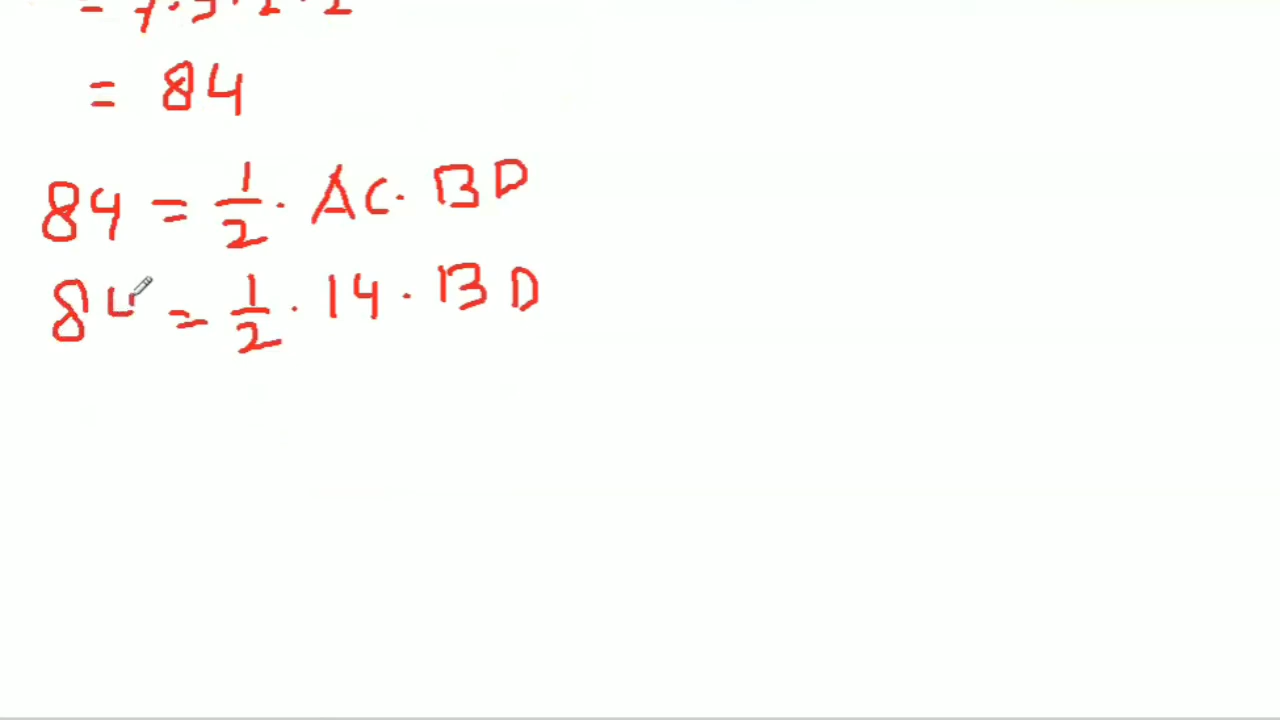 = 84
84 = 1/2 · AC · BD
84 = 1/2 · 14 · BD